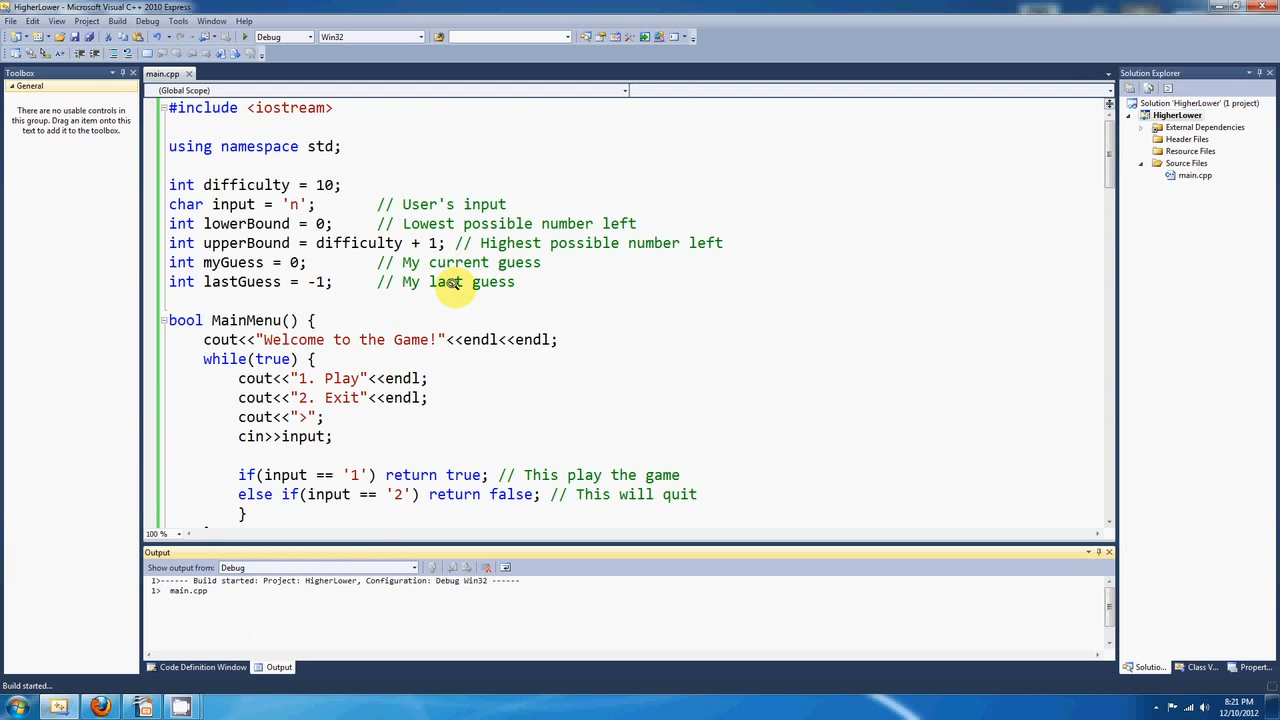 HigherLower - Microsoft Visual C++ 2010 Express
File Edit View Project Build Debug Tools Window Help
Debug Win32
Toolbox
General
There are no usable controls in
this group. Drag an item onto this
text to add it to the toolbox.
main.cpp
(Global Scope)
#include <iostream>
using namespace std;
int difficulty = 10;
char input = 'n'; // User's input
int lowerBound = 0; // Lowest possible number left
int upperBound = difficulty + 1; // Highest possible number left
int myGuess = 0; // My current guess
int lastGuess = -1; // My last guess
bool MainMenu() {
cout<<"Welcome to the Game!"<<endl<<endl;
while(true) {
cout<<"1. Play"<<endl;
cout<<"2. Exit"<<endl;
cout<<">";
cin>>input;
if(input == '1') return true; // This play the game
else if(input == '2') return false; // This will quit
}
100 %
Output
Show output from: Debug
1>------ Build started: Project: HigherLower, Configuration: Debug Win32 ------
1> main.cpp
Code Definition Window Output
Solution Explorer
Solution 'HigherLower' (1 project)
HigherLower
External Dependencies
Header Files
Resource Files
Source Files
main.cpp
Solutio... Class V... Propert...
Build started...
8:21 PM
12/10/2012